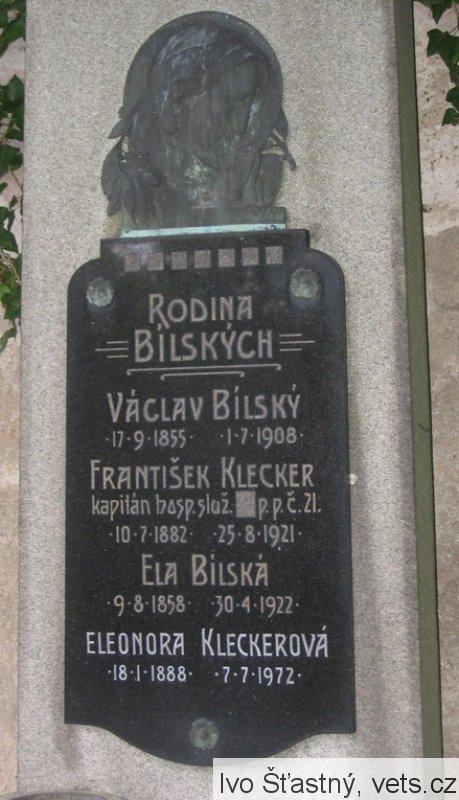 RODINA
BÍLSKÝCH
VÁCLAV BÍLSKÝ
·17·9·1855 · 1·7·1908·
FRANTIŠEK KLECKER
kapitán hosp. služ. p. p. č. 21.
·10·7·1882 · 25·8·1921·
ELA BÍLSKÁ
·9·8·1858 · 30·4·1922·
ELEONORA KLECKEROVÁ
·18·1·1888· ·7·7·1972·
Ivo Šťastný, vets.cz